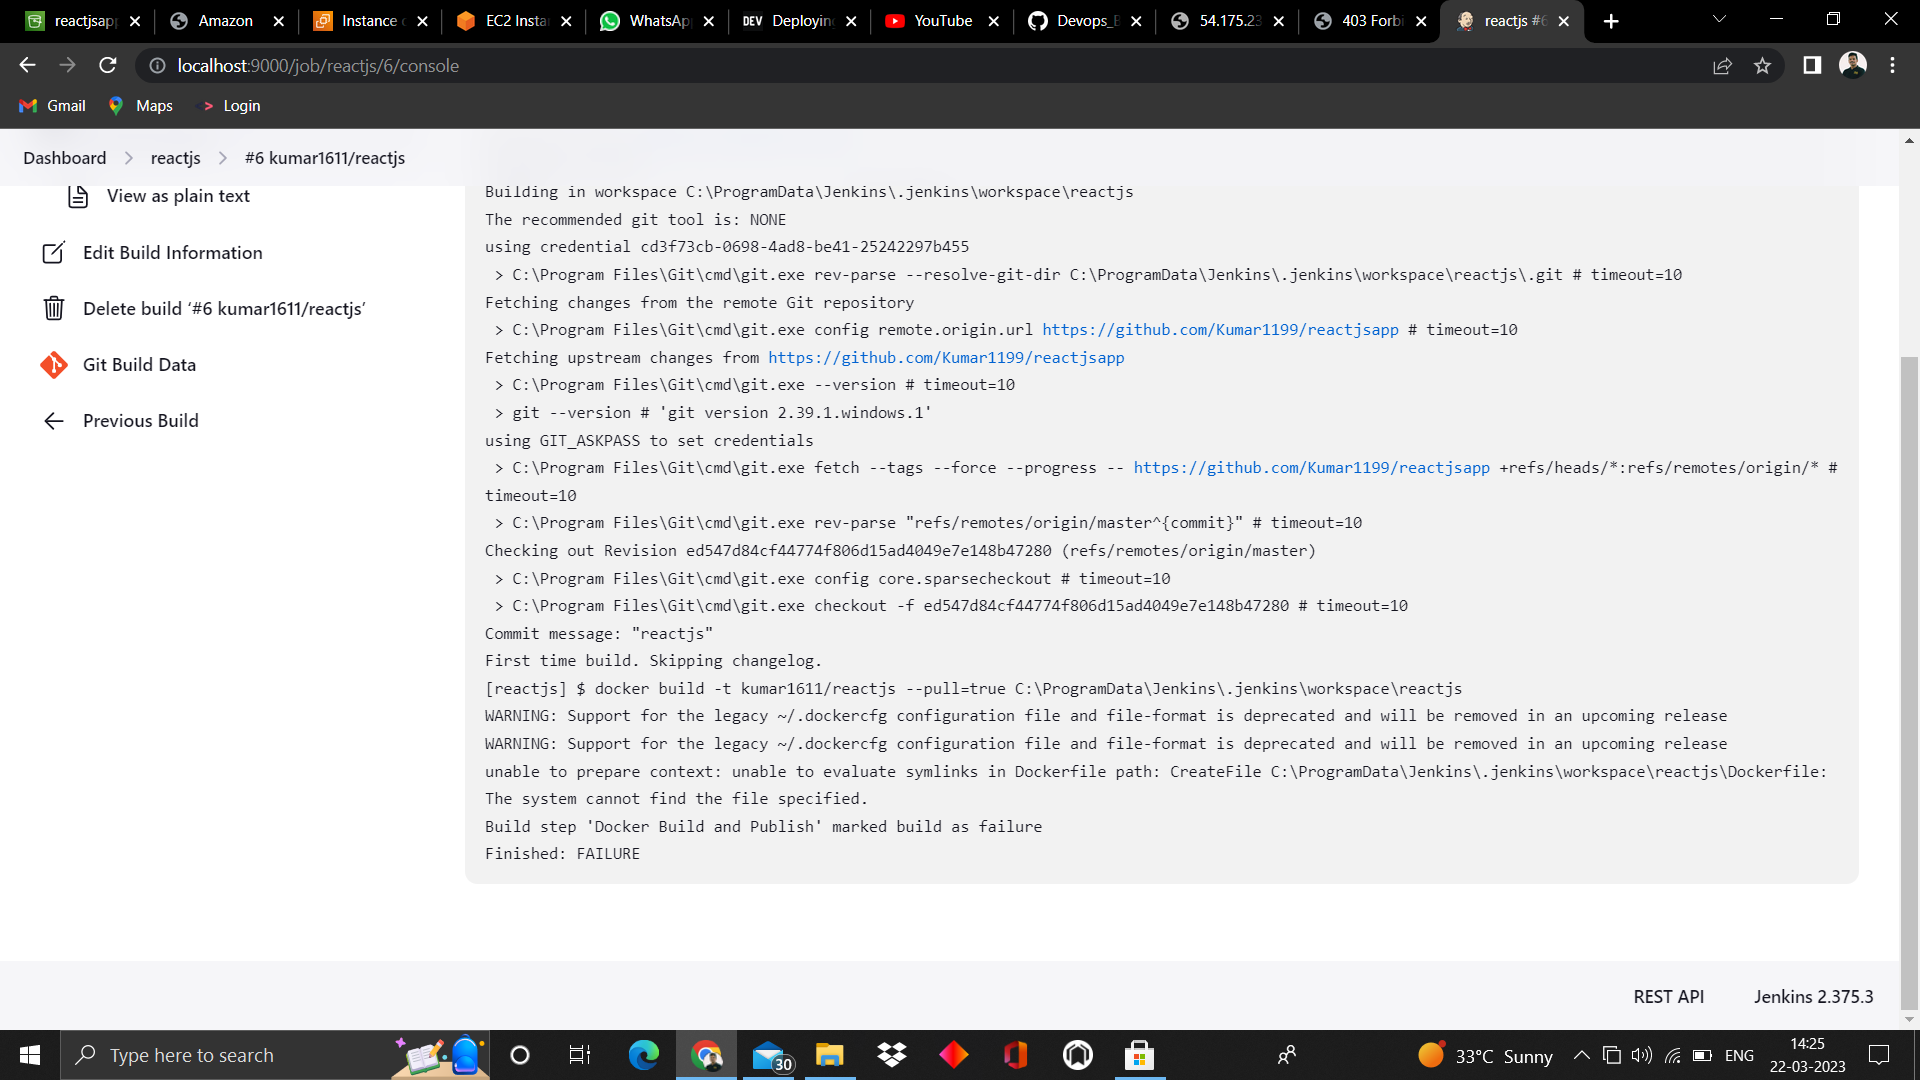 reactjsap
Amazon
Instance
EC2 Insta
WhatsAp
DEV Deployin
YouTube
Devops_
54.175.23
403 Forbi
reactjs #6
localhost:9000/job/reactjs/6/console
Gmail
Maps
Login
Dashboard
reactjs
#6 kumar1611/reactjs
View as plain text
Edit Build Information
Delete build ‘#6 kumar1611/reactjs’
Git Build Data
Previous Build
Building in workspace C:\ProgramData\Jenkins\.jenkins\workspace\reactjs
The recommended git tool is: NONE
using credential cd3f73cb-0698-4ad8-be41-25242297b455
> C:\Program Files\Git\cmd\git.exe rev-parse --resolve-git-dir C:\ProgramData\Jenkins\.jenkins\workspace\reactjs\.git # timeout=10
Fetching changes from the remote Git repository
> C:\Program Files\Git\cmd\git.exe config remote.origin.url https://github.com/Kumar1199/reactjsapp # timeout=10
Fetching upstream changes from https://github.com/Kumar1199/reactjsapp
> C:\Program Files\Git\cmd\git.exe --version # timeout=10
> git --version # 'git version 2.39.1.windows.1'
using GIT_ASKPASS to set credentials
> C:\Program Files\Git\cmd\git.exe fetch --tags --force --progress -- https://github.com/Kumar1199/reactjsapp +refs/heads/*:refs/remotes/origin/* #
timeout=10
> C:\Program Files\Git\cmd\git.exe rev-parse "refs/remotes/origin/master^{commit}" # timeout=10
Checking out Revision ed547d84cf44774f806d15ad4049e7e148b47280 (refs/remotes/origin/master)
> C:\Program Files\Git\cmd\git.exe config core.sparsecheckout # timeout=10
> C:\Program Files\Git\cmd\git.exe checkout -f ed547d84cf44774f806d15ad4049e7e148b47280 # timeout=10
Commit message: "reactjs"
First time build. Skipping changelog.
[reactjs] $ docker build -t kumar1611/reactjs --pull=true C:\ProgramData\Jenkins\.jenkins\workspace\reactjs
WARNING: Support for the legacy ~/.dockercfg configuration file and file-format is deprecated and will be removed in an upcoming release
WARNING: Support for the legacy ~/.dockercfg configuration file and file-format is deprecated and will be removed in an upcoming release
unable to prepare context: unable to evaluate symlinks in Dockerfile path: CreateFile C:\ProgramData\Jenkins\.jenkins\workspace\reactjs\Dockerfile:
The system cannot find the file specified.
Build step 'Docker Build and Publish' marked build as failure
Finished: FAILURE
REST API
Jenkins 2.375.3
Type here to search
30
33°C Sunny
ENG
14:25
22-03-2023